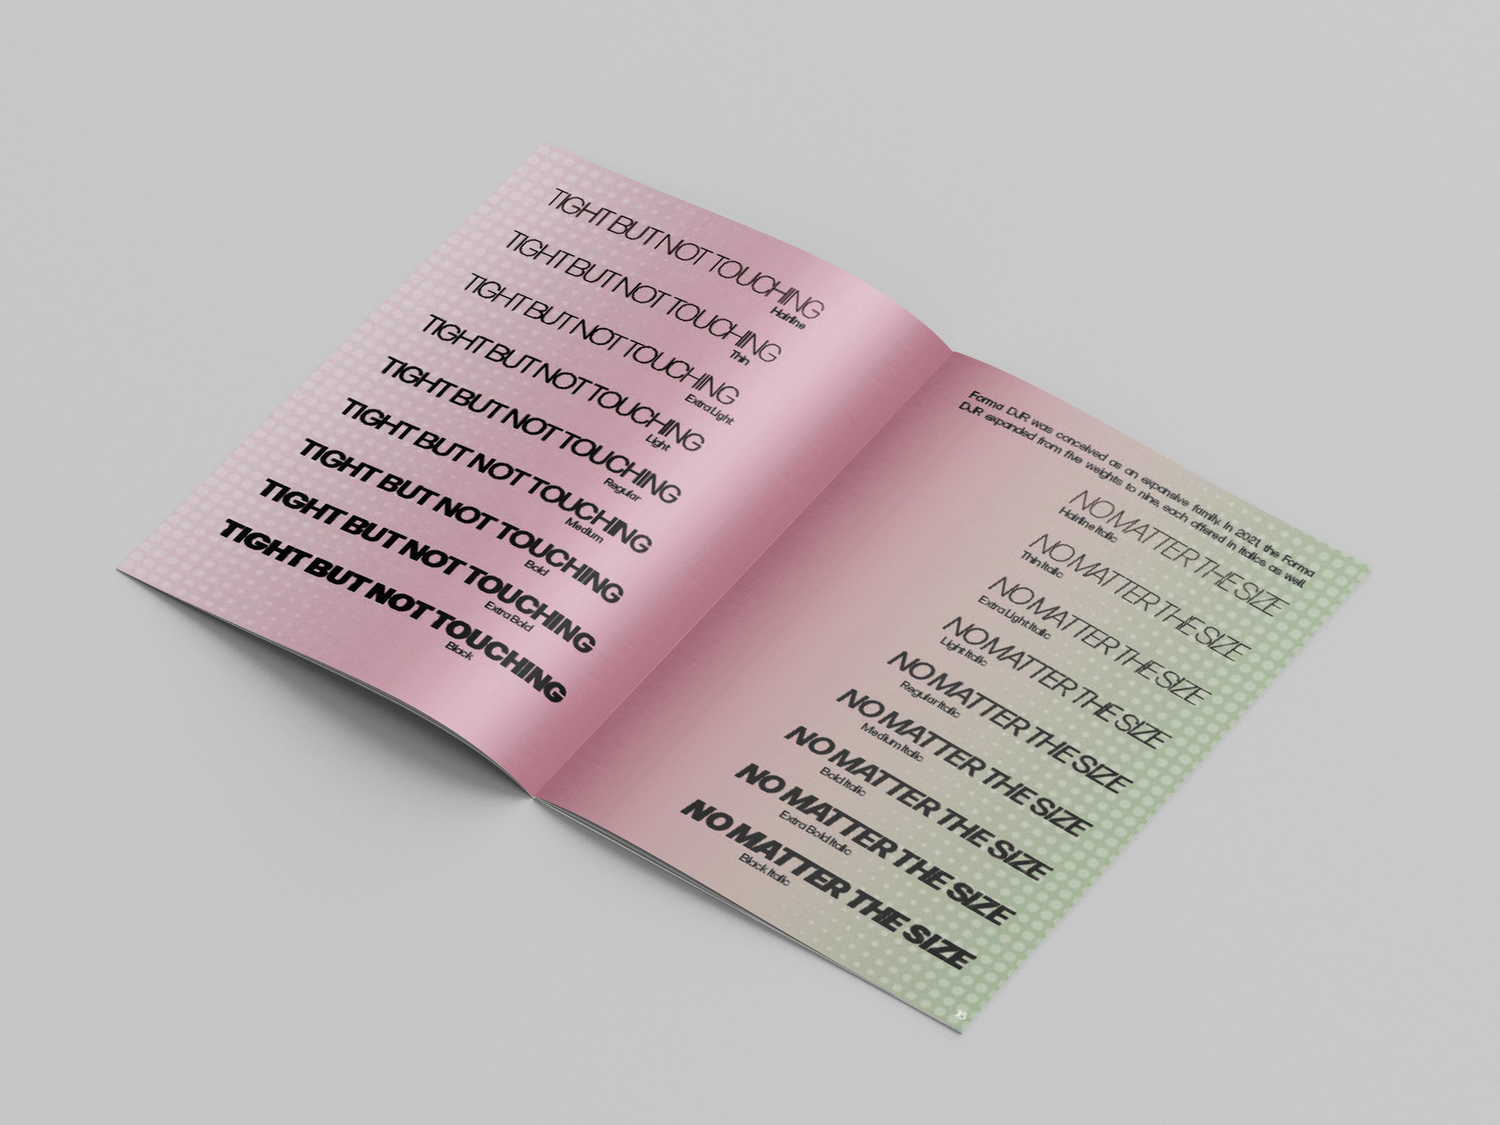 TIGHT BUT NOT TOUCHING
Hairline
TIGHT BUT NOT TOUCHING
Thin
TIGHT BUT NOT TOUCHING
Extra Light
TIGHT BUT NOT TOUCHING
Light
TIGHT BUT NOT TOUCHING
Regular
TIGHT BUT NOT TOUCHING
Medium
TIGHT BUT NOT TOUCHING
Bold
TIGHT BUT NOT TOUCHING
Extra Bold
TIGHT BUT NOT TOUCHING
Black
Forma DJR was conceived as an expansive family. In 2021, the Forma
DJR expanded from five weights to nine, each offered in italics as well.
NO MATTER THE SIZE
Hairline Italic
NO MATTER THE SIZE
Thin Italic
NO MATTER THE SIZE
Extra Light Italic
NO MATTER THE SIZE
Light Italic
NO MATTER THE SIZE
Regular Italic
NO MATTER THE SIZE
Medium Italic
NO MATTER THE SIZE
Bold Italic
NO MATTER THE SIZE
Extra Bold Italic
NO MATTER THE SIZE
Black Italic